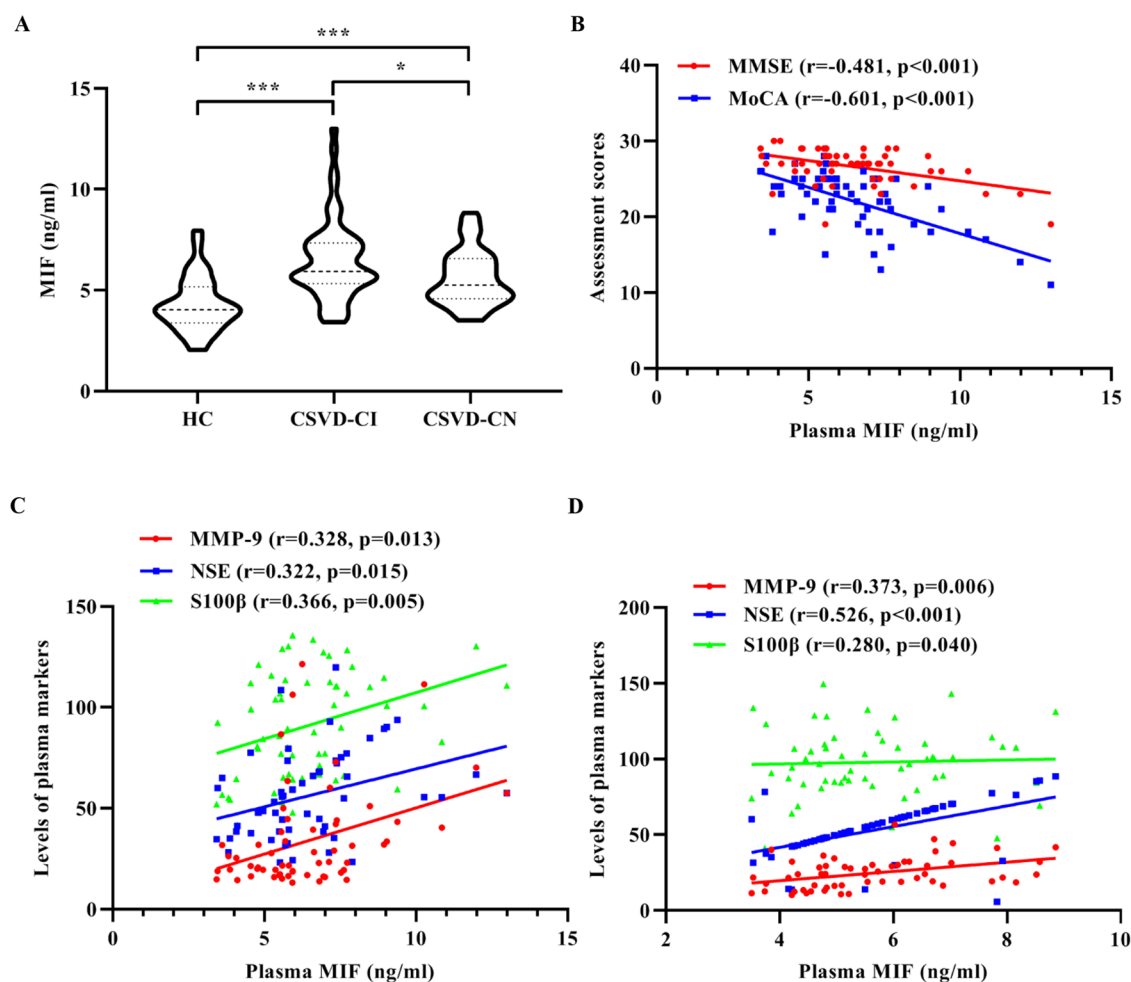 A
***
***
*
MIF (ng/ml)
15
10
5
0
HC
CSVD-CI
CSVD-CN
B
MMSE (r=-0.481, p<0.001)
MoCA (r=-0.601, p<0.001)
Assessment scores
40
30
20
10
0
0
5
10
15
Plasma MIF (ng/ml)
C
MMP-9 (r=0.328, p=0.013)
NSE (r=0.322, p=0.015)
S100β (r=0.366, p=0.005)
Levels of plasma markers
150
100
50
0
0
5
10
15
Plasma MIF (ng/ml)
D
MMP-9 (r=0.373, p=0.006)
NSE (r=0.526, p<0.001)
S100β (r=0.280, p=0.040)
Levels of plasma markers
200
150
100
50
0
2
4
6
8
10
Plasma MIF (ng/ml)